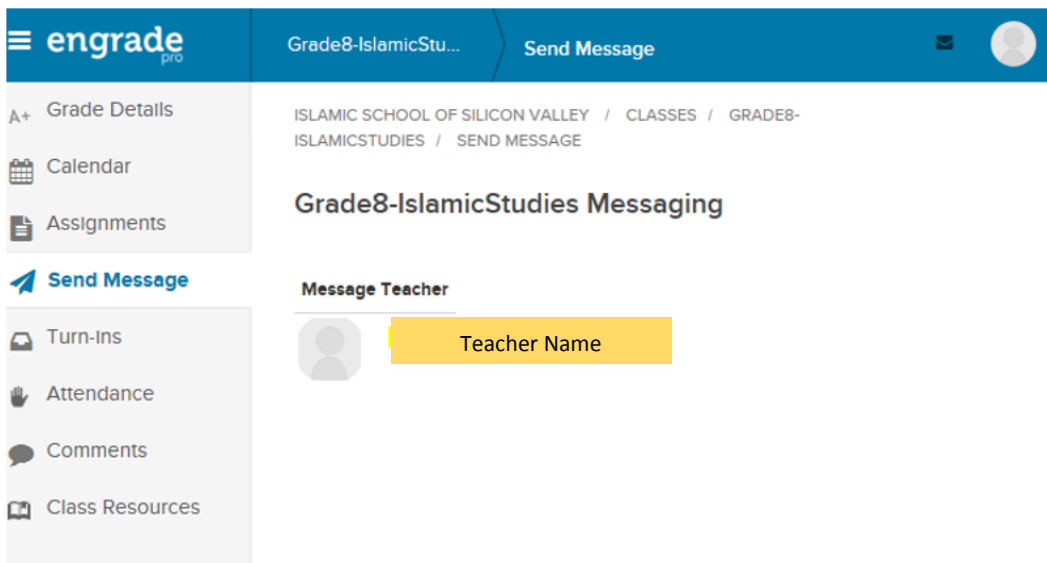 engrade
pro
Grade8-IslamicStu...
Send Message
A+ Grade Details
Calendar
Assignments
Send Message
Turn-Ins
Attendance
Comments
Class Resources
ISLAMIC SCHOOL OF SILICON VALLEY / CLASSES / GRADE8-
ISLAMICSTUDIES / SEND MESSAGE
Grade8-IslamicStudies Messaging
Message Teacher
Teacher Name